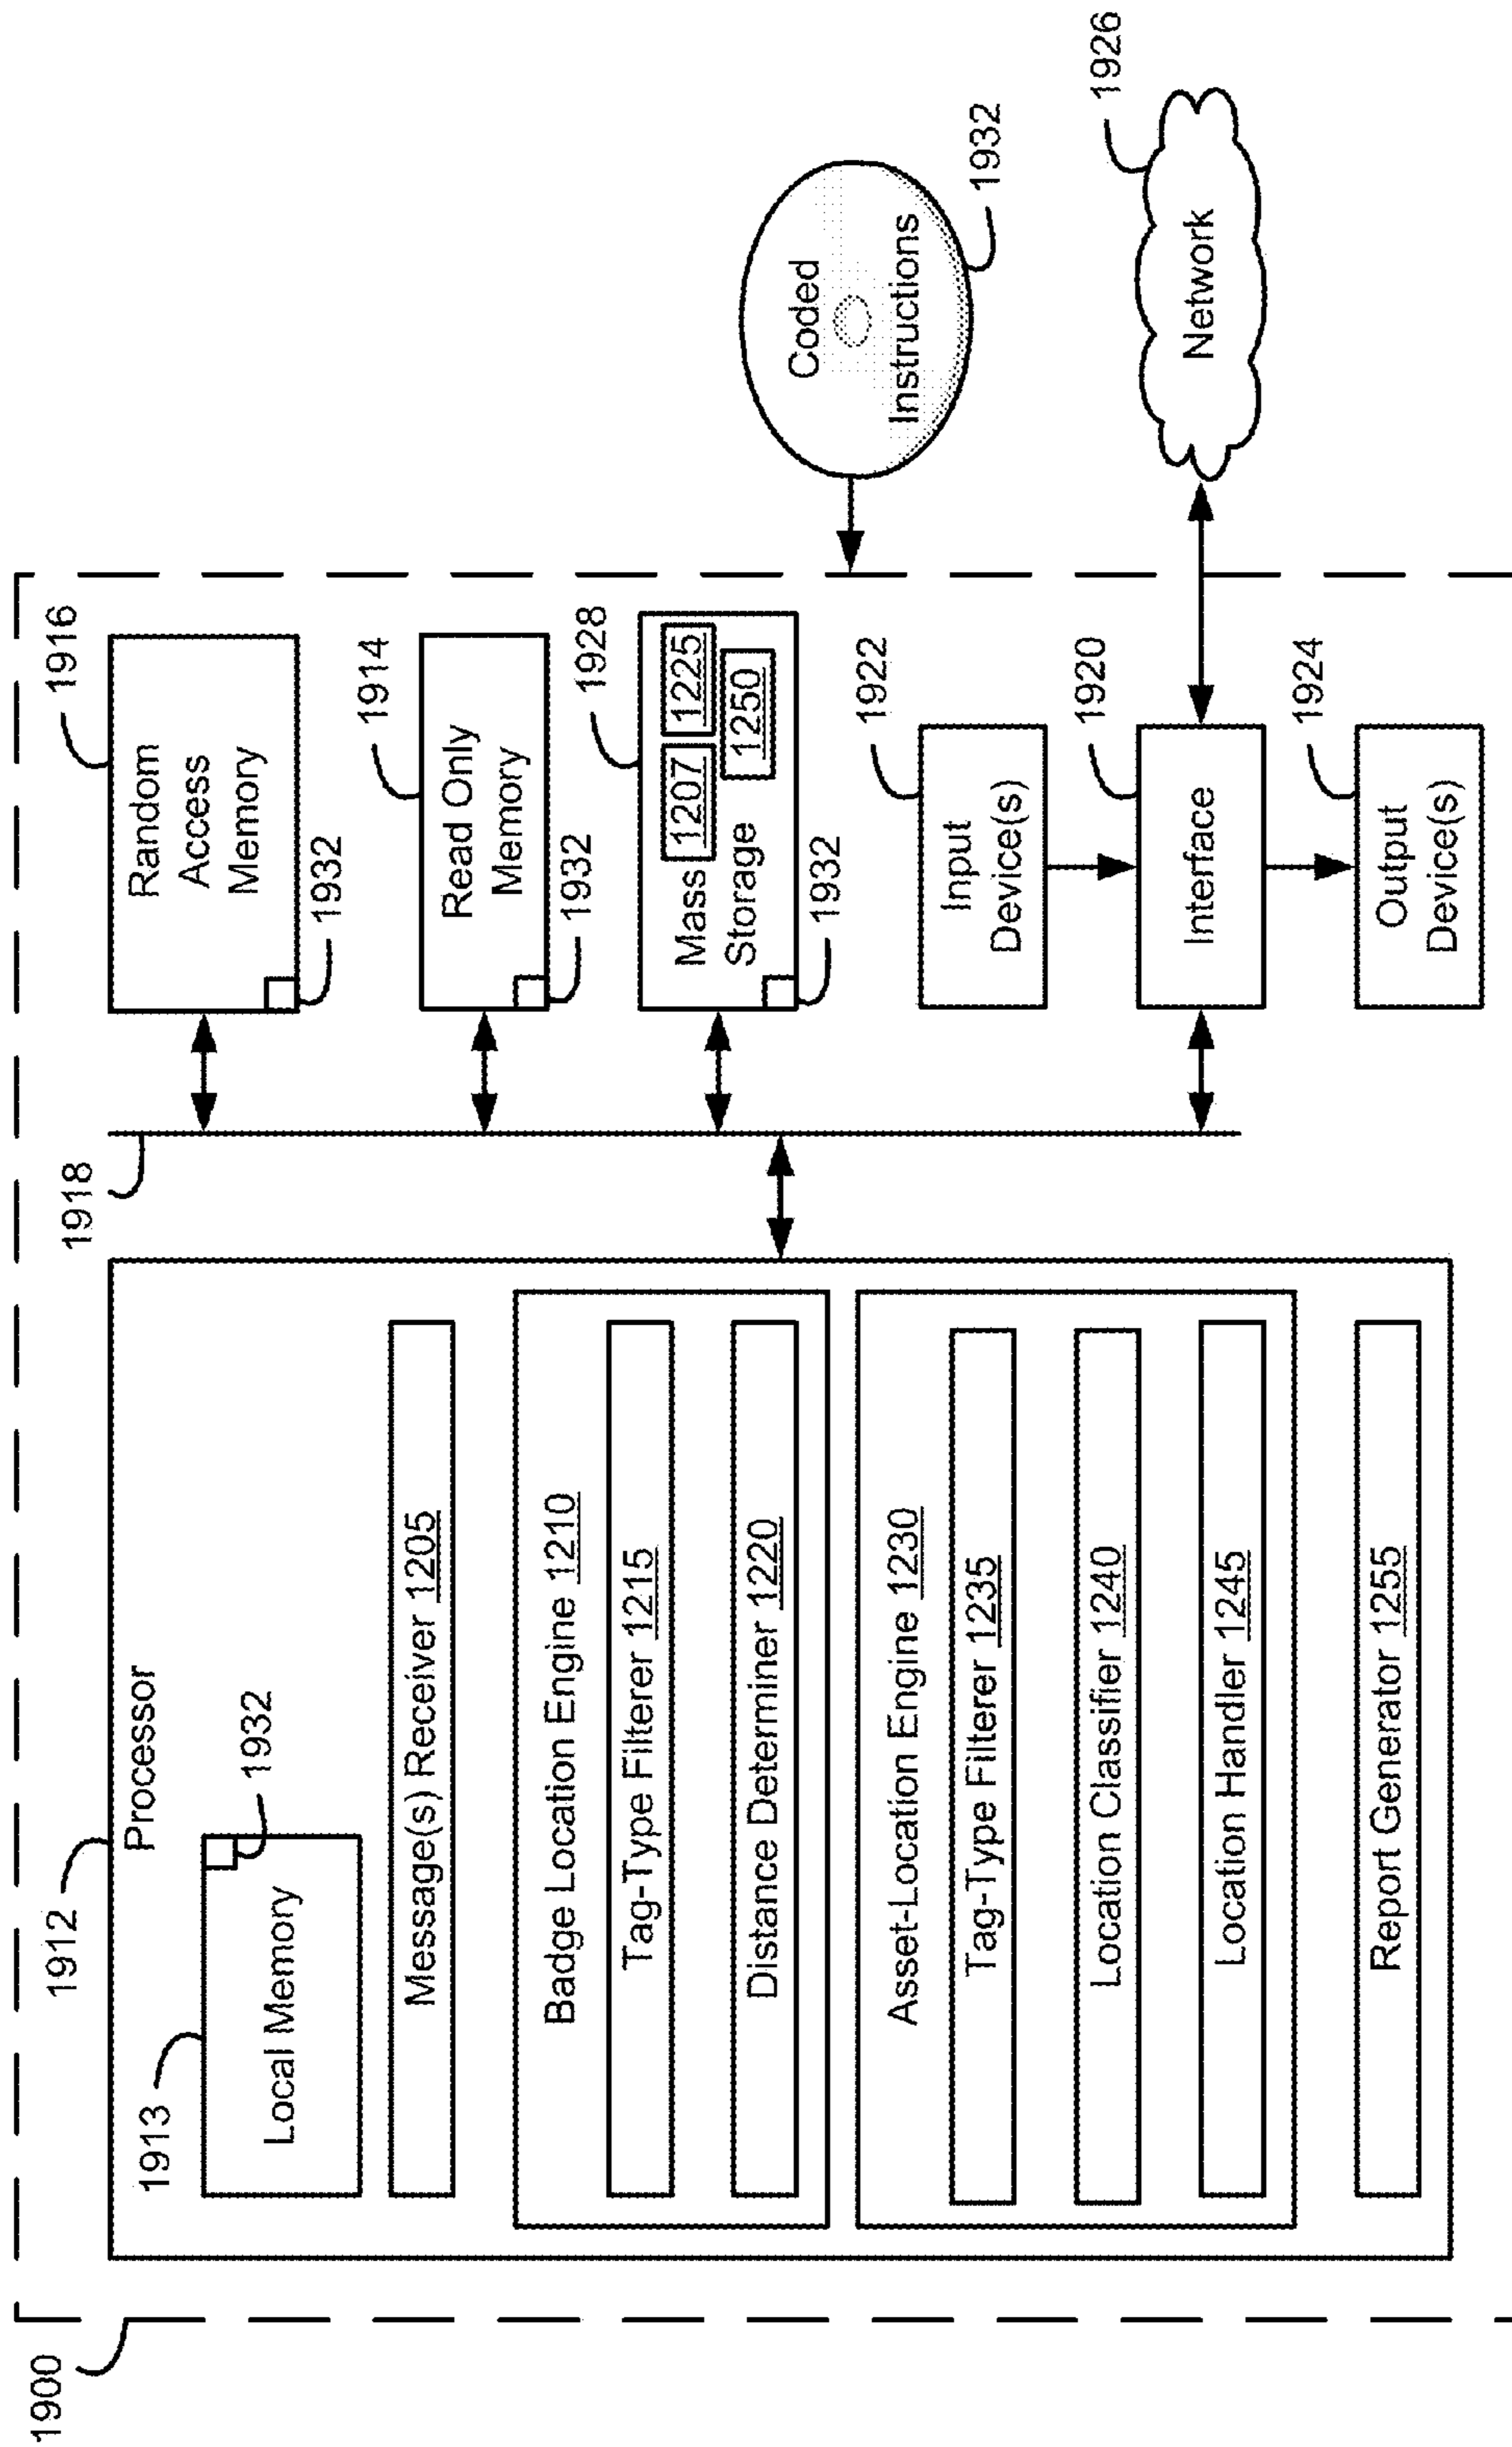 1900
1912
Processor
1913
Local Memory
1932
Message(s) Receiver 1205
Badge Location Engine 1210
Tag-Type Filterer 1215
Distance Determiner 1220
Asset-Location Engine 1230
Tag-Type Filterer 1235
Location Classifier 1240
Location Handler 1245
Report Generator 1255
1918
1916
Random
Access
Memory
1932
1914
Read Only
Memory
1932
1928
Mass
Storage
1207
1225
1250
1932
1922
Input
Device(s)
1920
Interface
1924
Output
Device(s)
Coded
Instructions
1932
1926
Network